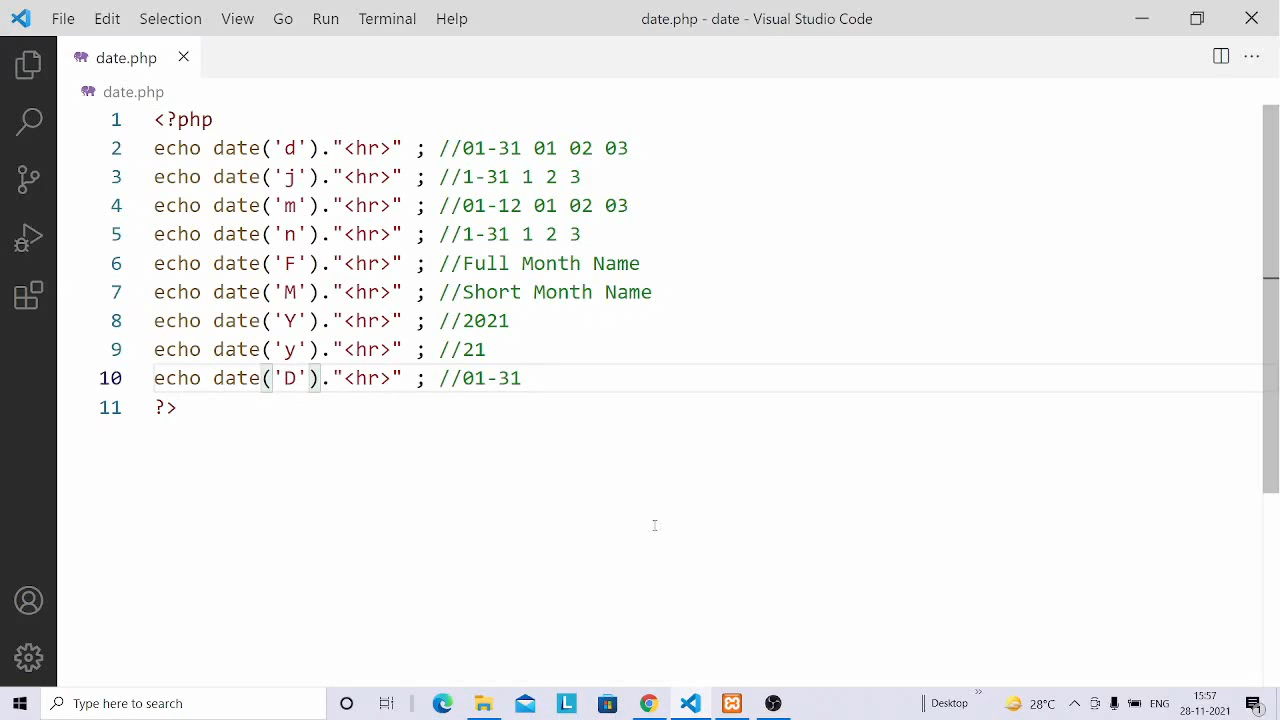 File Edit Selection View Go Run Terminal Help date.php - date - Visual Studio Code
date.php
date.php
1 <?php
2 echo date('d')."<hr>" ; //01-31 01 02 03
3 echo date('j')."<hr>" ; //1-31 1 2 3
4 echo date('m')."<hr>" ; //01-12 01 02 03
5 echo date('n')."<hr>" ; //1-31 1 2 3
6 echo date('F')."<hr>" ; //Full Month Name
7 echo date('M')."<hr>" ; //Short Month Name
8 echo date('Y')."<hr>" ; //2021
9 echo date('y')."<hr>" ; //21
10 echo date('D')."<hr>" ; //01-31
11 ?>
Type here to search
L
Desktop
28°C
ENG
15:57
28-11-2021
1